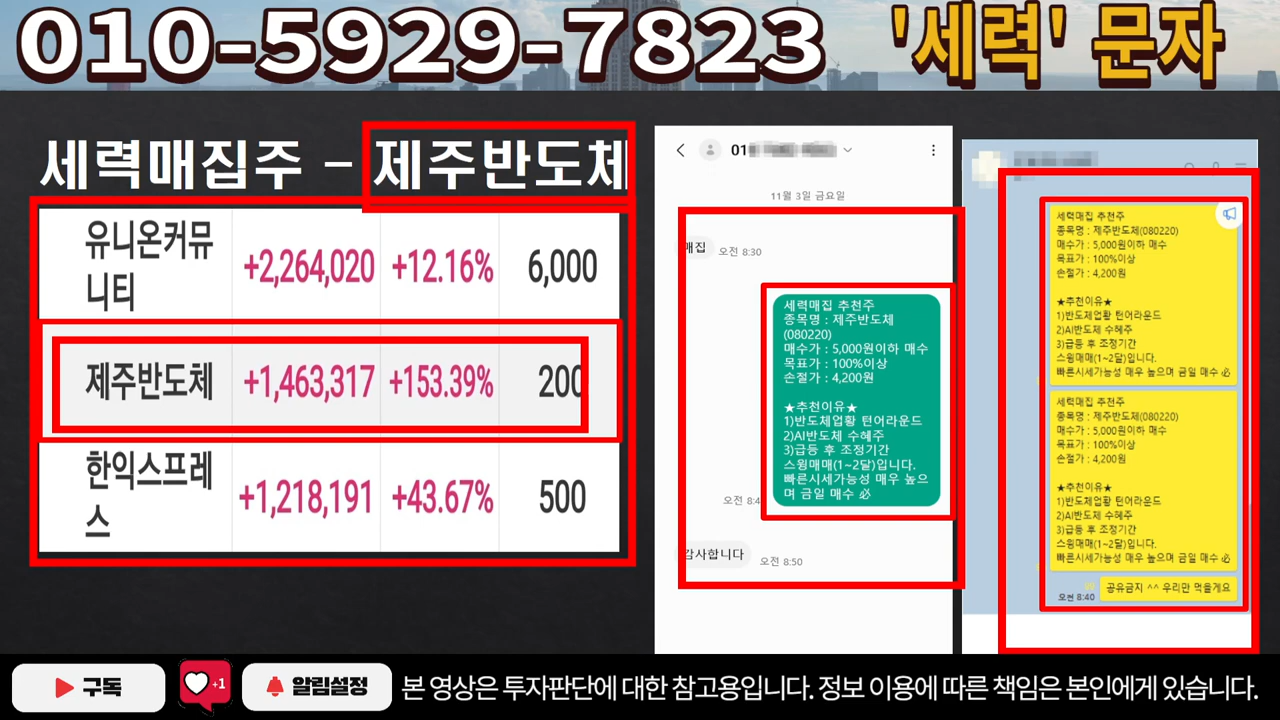 010-5929-7823 '세력' 문자
세력매집주 - 제주반도체
유니온커뮤
니티
+2,264,020 +12.16% 6,000
제주반도체 +1,463,317 +153.39% 200
한익스프레
스
+1,218,191 +43.67% 500
01
11월 3일 금요일
매집 오전 8:30
세력매집 추천주
종목명 : 제주반도체
(080220)
매수가 : 5,000원이하 매수
목표가 : 100%이상
손절가 : 4,200원
★추천이유★
1)반도체업황 턴어라운드
2)AI반도체 수혜주
3)급등 후 조정기간
스윙매매(1~2달)입니다.
빠른시세가능성 매우 높으
며 금일 매수 必
오전 8:4
감사합니다 오전 8:50
세력매집 추천주
종목명 : 제주반도체(080220)
매수가 : 5,000원이하 매수
목표가 : 100%이상
손절가 : 4,200원
★추천이유★
1)반도체업황 턴어라운드
2)AI반도체 수혜주
3)급등 후 조정기간
스윙매매(1~2달)입니다.
빠른시세가능성 매우 높으며 금일 매수 必
세력매집 추천주
종목명 : 제주반도체(080220)
매수가 : 5,000원이하 매수
목표가 : 100%이상
손절가 : 4,200원
★추천이유★
1)반도체업황 턴어라운드
2)AI반도체 수혜주
3)급등 후 조정기간
스윙매매(1~2달)입니다.
빠른시세가능성 매우 높으며 금일 매수 必
오전 8:40 공유금지 ^^ 우리만 먹을게요
구독 +1 알림설정 본 영상은 투자판단에 대한 참고용입니다. 정보 이용에 따른 책임은 본인에게 있습니다.